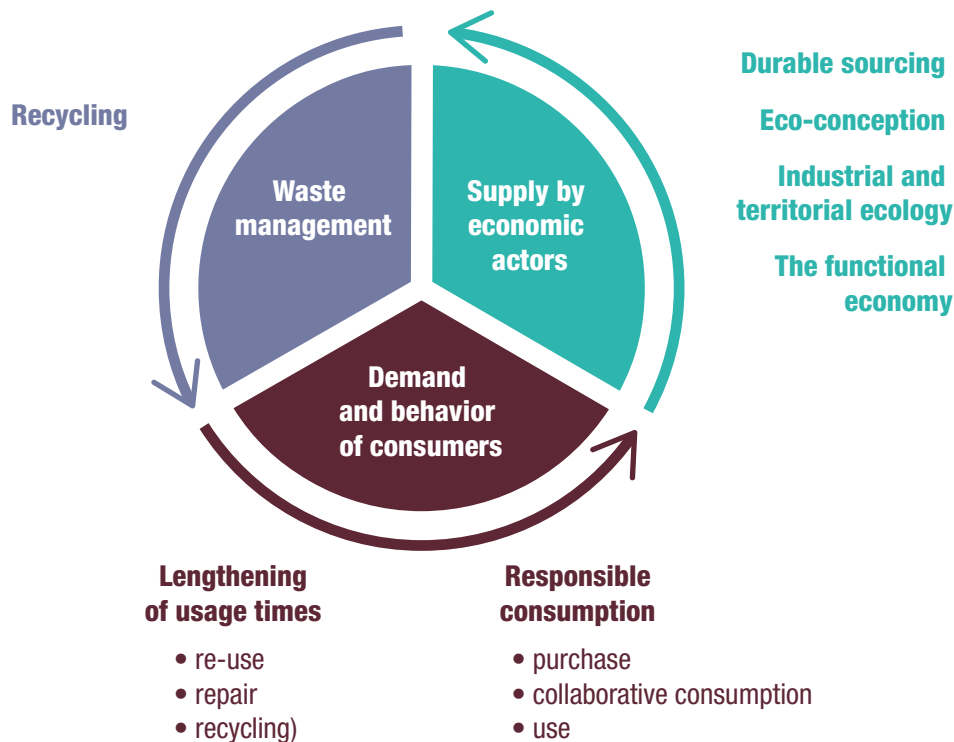 Recycling
Waste
management
Supply by
economic
actors
Durable sourcing
Eco-conception
Industrial and
territorial ecology
The functional
economy
Demand
and behavior
of consumers
Lengthening
of usage times
• re-use
• repair
• recycling)
Responsible
consumption
• purchase
• collaborative consumption
• use